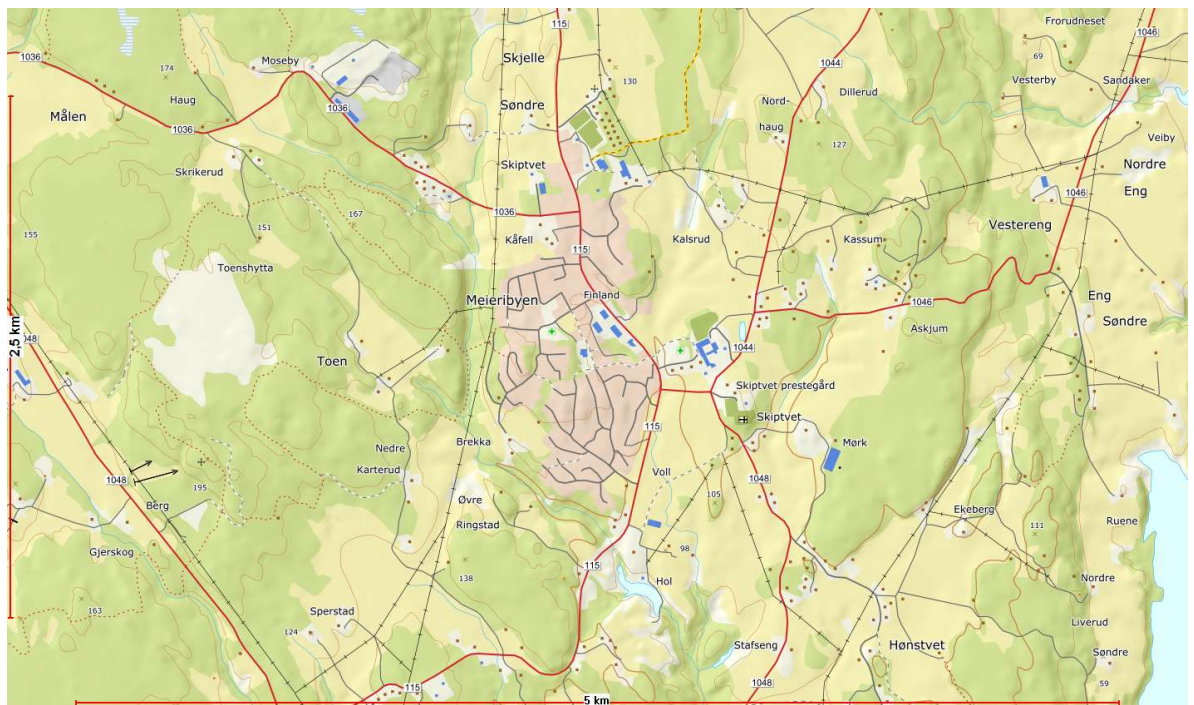 115
Forrudneset
1046
1036
Moseby
174
Skjelle
130
1044
69
Vesterby
Sandaker
Haug
Dillerud
Målen
1036
Søndre
Nord-
haug
1036
127
Veiby
Skrikerud
Skiptvet
Nordre
Eng
1046
167
1036
155
151
Kåfell
115
Kalsrud
Kassum
Vestereng
Toenshytta
Meieribyen
Finland
1046
Eng
Søndre
Askjum
2,5 km
1048
Toen
1044
Skiptvet prestegård
Skiptvet
115
Nedre
Karterud
Brekka
Mørk
Voll
1048
195
1048
Berg
Øvre
Ringstad
105
Ekeberg
111
Ruene
Gjerskog
98
115
Hol
138
Nordre
Liverud
163
Sperstad
124
Stafseng
Hønstvet
Søndre
115
1048
59
5 km